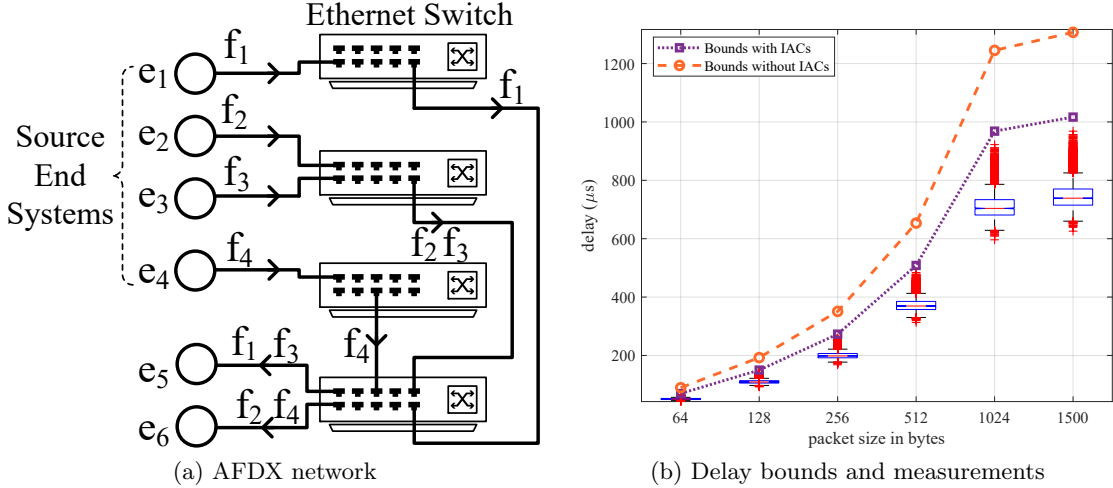 Ethernet Switch
f1
e1
f1
f2
e2
Source
End
Systems
f3
e3
f2 f3
f4
e4
f4
f1 f3
e5
f2 f4
e6
(a) AFDX network
Bounds with IACs
Bounds without IACs
1200
1000
800
600
400
200
delay (μs)
64 128 256 512 1024 1500
packet size in bytes
(b) Delay bounds and measurements